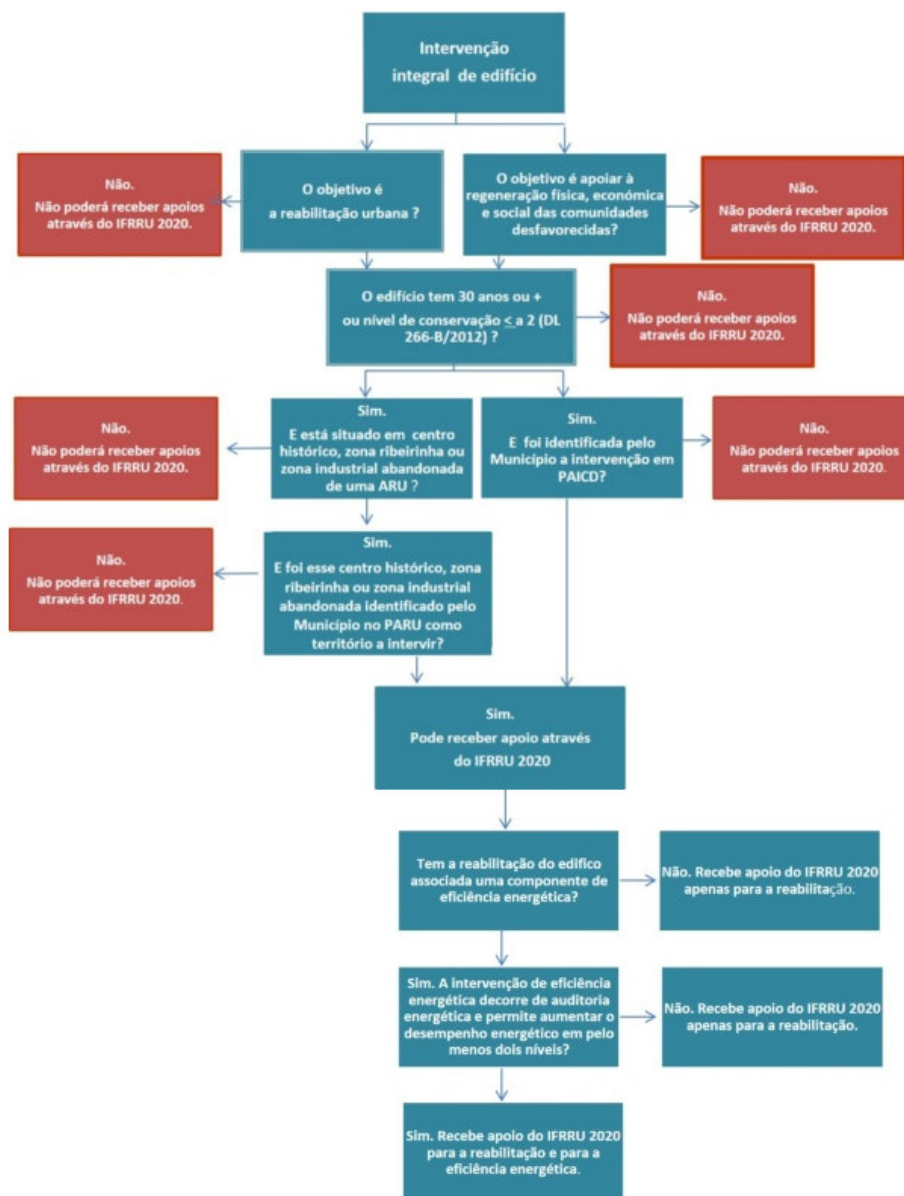 Intervenção
integral de edifício
Não.
Não poderá receber apoios
através do IFRRU 2020.
O objetivo é
a reabilitação urbana ?
O objetivo é apoiar à
regeneração física, económica
e social das comunidades
desfavorecidas?
Não.
Não poderá receber apoios
através do IFRRU 2020.
O edifício tem 30 anos ou +
ou nível de conservação < a 2 (DL
266-B/2012) ?
Não.
Não poderá receber apoios
através do IFRRU 2020.
Não.
Não poderá receber apoios
através do IFRRU 2020.
Sim.
E está situado em centro
histórico, zona ribeirinha ou
zona industrial abandonada
de uma ARU ?
Sim.
E foi identificada pelo
Município a intervenção em
PAICD?
Não.
Não poderá receber apoios
através do IFRRU 2020.
Não.
Não poderá receber apoios
através do IFRRU 2020.
Sim.
E foi esse centro histórico, zona
ribeirinha ou zona industrial
abandonada identificado pelo
Município no PARU como
território a intervir?
Sim.
Pode receber apoio através
do IFRRU 2020
Tem a reabilitação do edifico
associada uma componente de
eficiência energética?
Não. Recebe apoio do IFRRU 2020
apenas para a reabilitação.
Sim. A intervenção de eficiência
energética decorre de auditoria
energética e permite aumentar o
desempenho energético em pelo
menos dois níveis?
Não. Recebe apoio do IFRRU 2020
apenas para a reabilitação.
Sim. Recebe apoio do IFRRU 2020
para a reabilitação e para a
eficiência energética.